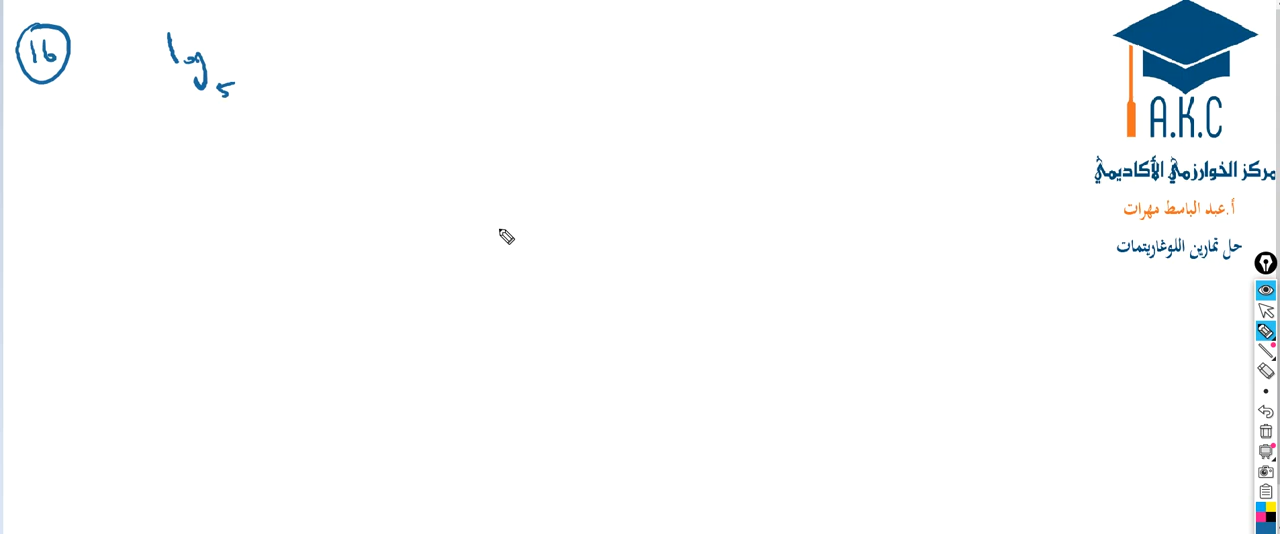 16 log₅
A.K.C
مركز الخوارزمي الأكاديمي
أ.عبد الباسط مهرات
حل تمارين اللوغاريتمات